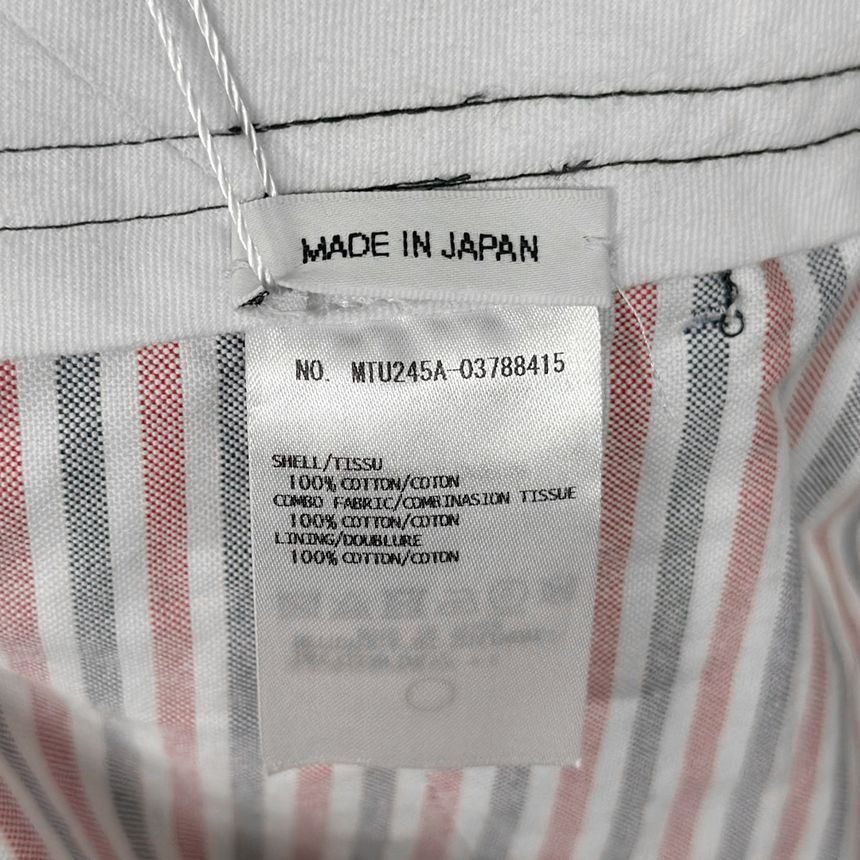 MADE IN JAPAN
NO. MTU245A-03788415
SHELL/TISSU
100% COTTON/COTON
COMBO FABRIC/COMBINASION TISSUE
100% COTTON/COTON
LINING/DOUBLURE
100% COTTON/COTON